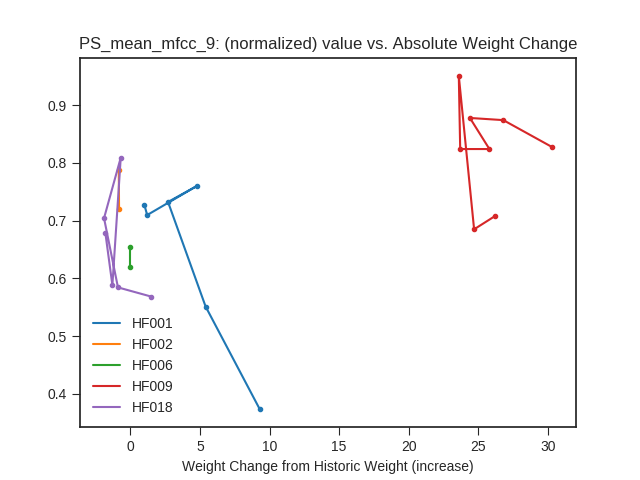 PS_mean_mfcc_9: (normalized) value vs. Absolute Weight Change
0.9
0.8
0.7
0.6
0.5
0.4
HF001
HF002
HF006
HF009
HF018
0 5 10 15 20 25 30
Weight Change from Historic Weight (increase)